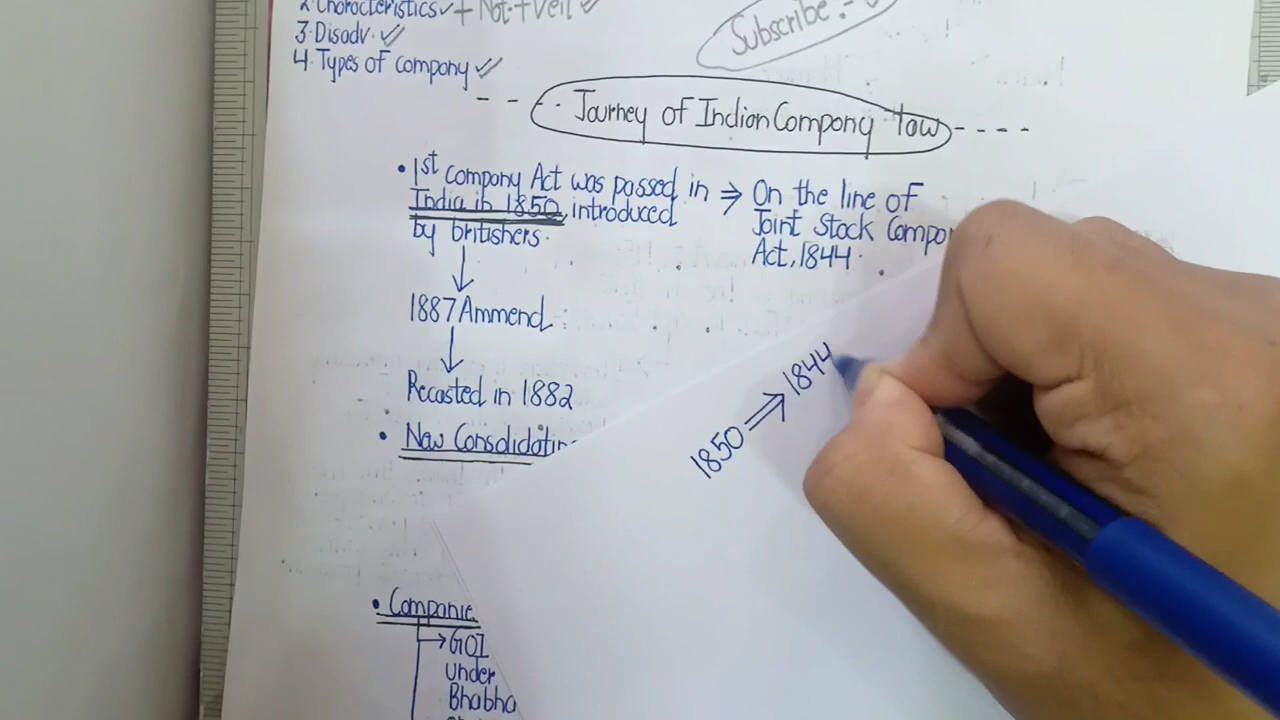 2. Characteristics ✓ + Not. + Veil ✓
3. Disadv. ✓
4. Types of company ✓
Subscribe :-
Journey of Indian Company law
• 1st company Act was passed in ⇒ On the line of
India in 1850, introduced Joint Stock Compo
by britishers. Act, 1844.
↓
1887 Ammend :
↓
Recasted in 1882
• New Consolidatin
1850 ⇒ 1844
• Companie
→ GOI
under
Bhabha